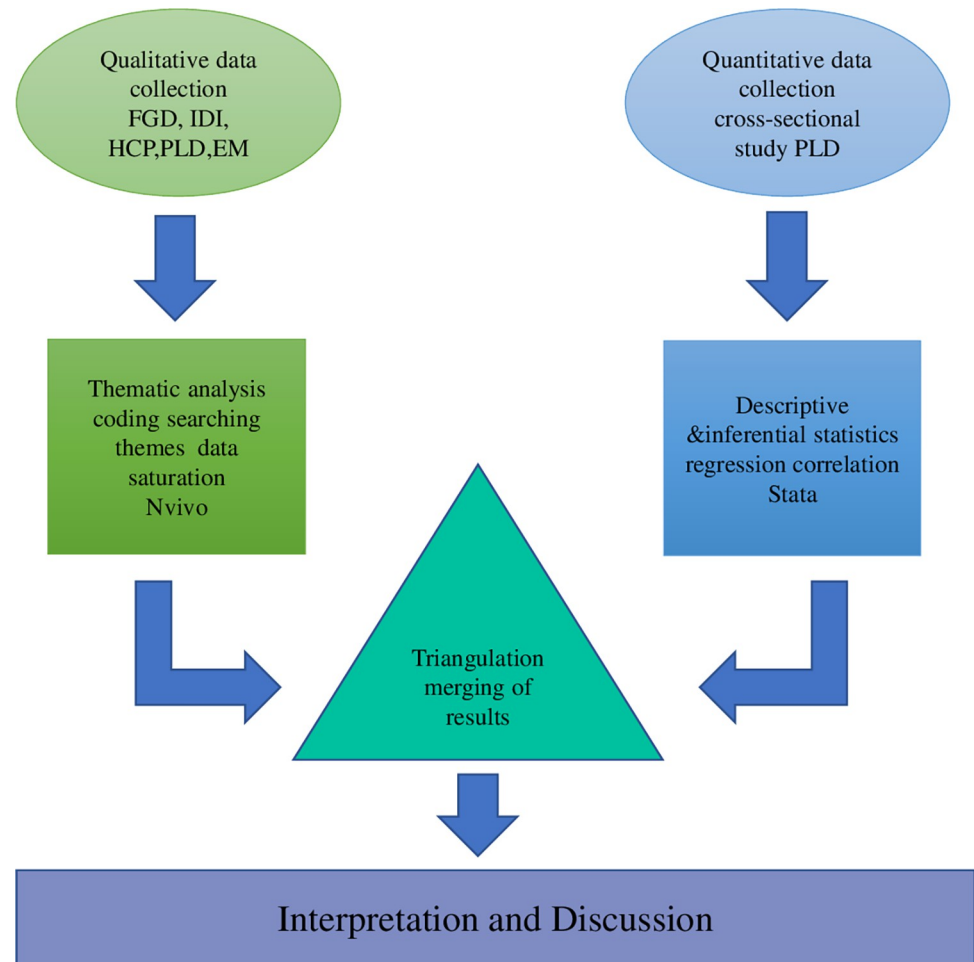 Qualitative data
collection
FGD, IDI,
HCP,PLD,EM
Quantitative data
collection
cross-sectional
study PLD
Thematic analysis
coding searching
themes data
saturation
Nvivo
Descriptive
&inferential statistics
regression correlation
Stata
Triangulation
merging of
results
Interpretation and Discussion